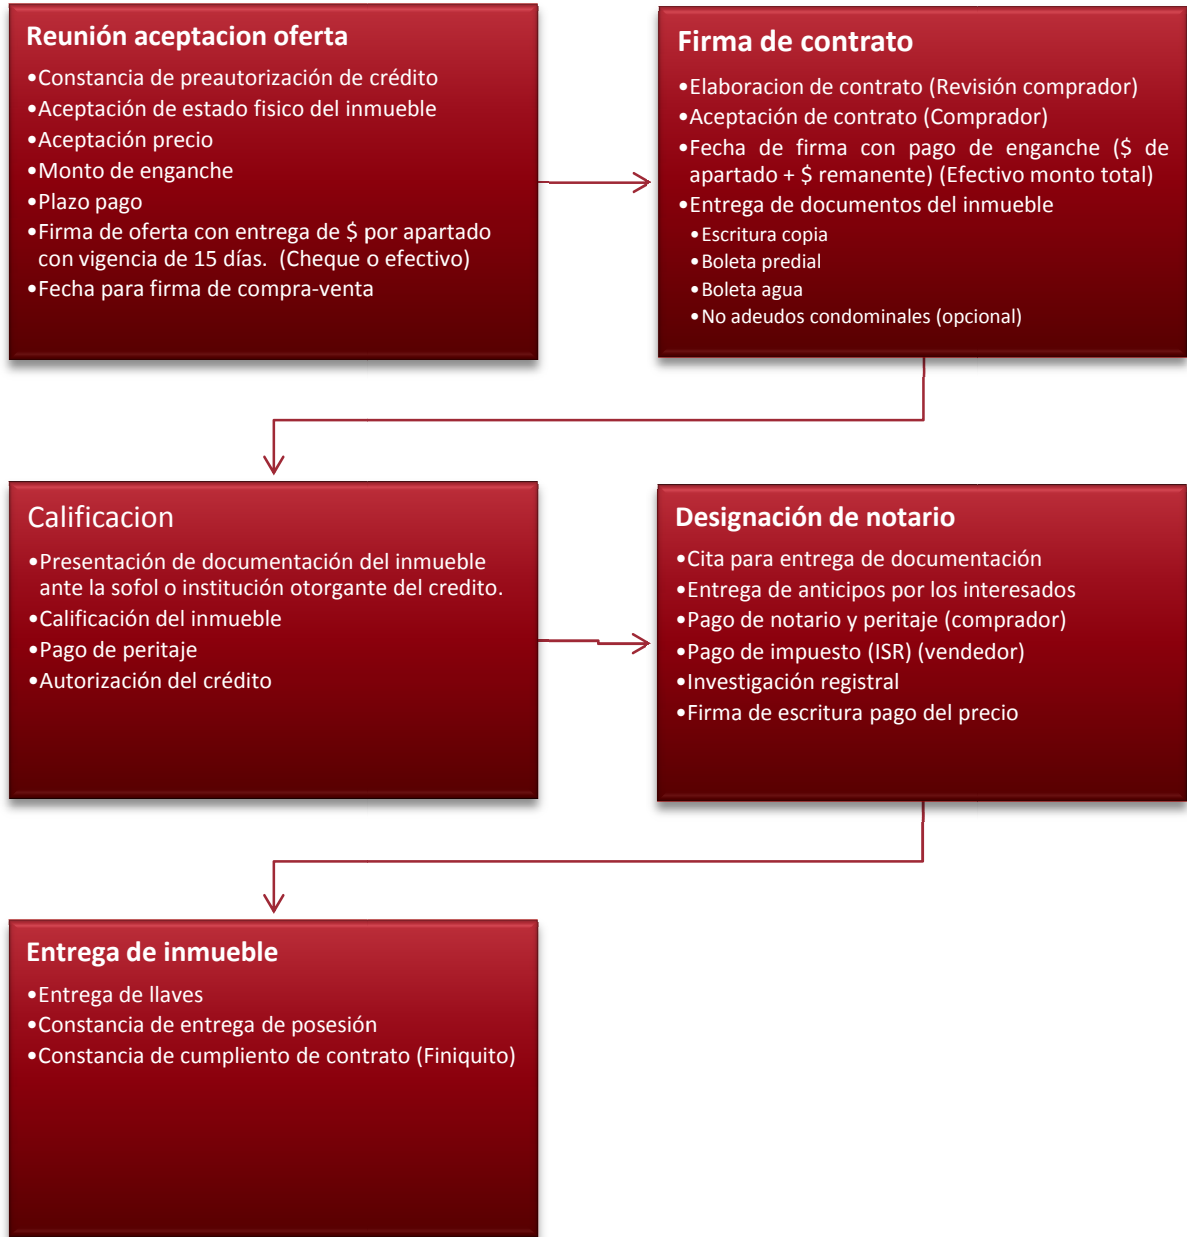 Reunión aceptacion oferta
•Constancia de preautorización de crédito
•Aceptación de estado fisico del inmueble
•Aceptación precio
•Monto de enganche
•Plazo pago
•Firma de oferta con entrega de $ por apartado
con vigencia de 15 días.  (Cheque o efectivo)
•Fecha para firma de compra-venta
Firma de contrato
•Elaboracion de contrato (Revisión comprador)
•Aceptación de contrato (Comprador)
•Fecha de firma con pago de enganche ($ de
apartado + $ remanente) (Efectivo monto total)
•Entrega de documentos del inmueble
•Escritura copia
•Boleta predial
•Boleta agua
•No adeudos condominales (opcional)
Calificacion
•Presentación de documentación del inmueble
ante la sofol o institución otorgante del credito.
•Calificación del inmueble
•Pago de peritaje
•Autorización del crédito
Designación de notario
•Cita para entrega de documentación
•Entrega de anticipos por los interesados
•Pago de notario y peritaje (comprador)
•Pago de impuesto (ISR) (vendedor)
•Investigación registral
•Firma de escritura pago del precio
Entrega de inmueble
•Entrega de llaves
•Constancia de entrega de posesión
•Constancia de cumpliento de contrato (Finiquito)